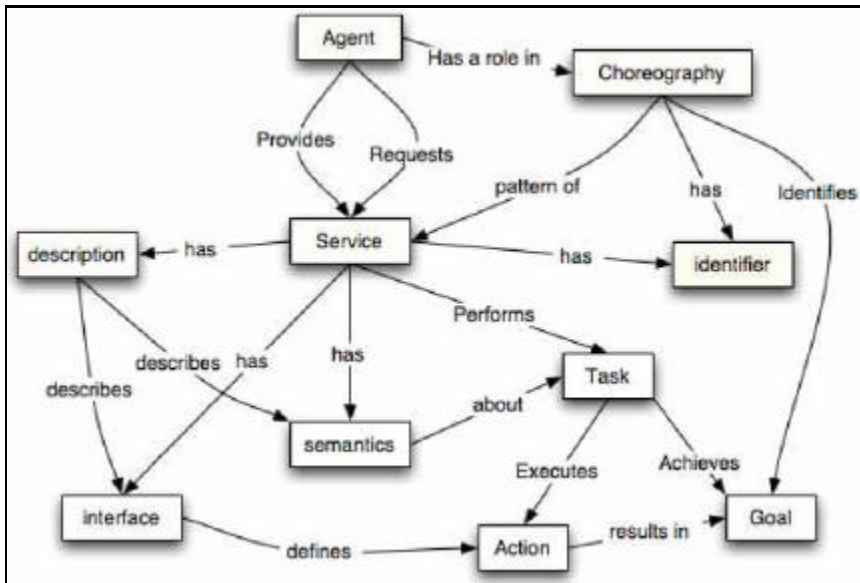 Agent
Has a role in
Choreography
Provides
Requests
pattern of
has
Identifies
description
has
Service
has
identifier
Performs
describes
has
has
Task
describes
about
semantics
Executes
Achieves
interface
Goal
defines
Action
results in